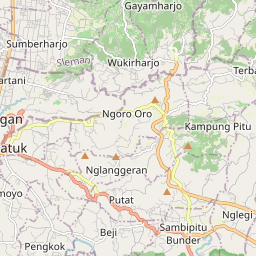 Gayamharjo
Sumberharjo
Sleman
Wukirharjo
artani
Terba
Ngoro Oro
gan
Kampung Pitu
atuk
Nglanggeran
Putat
Nglegi
moyo
Sambipitu
Beji
Bunder
Pengkok